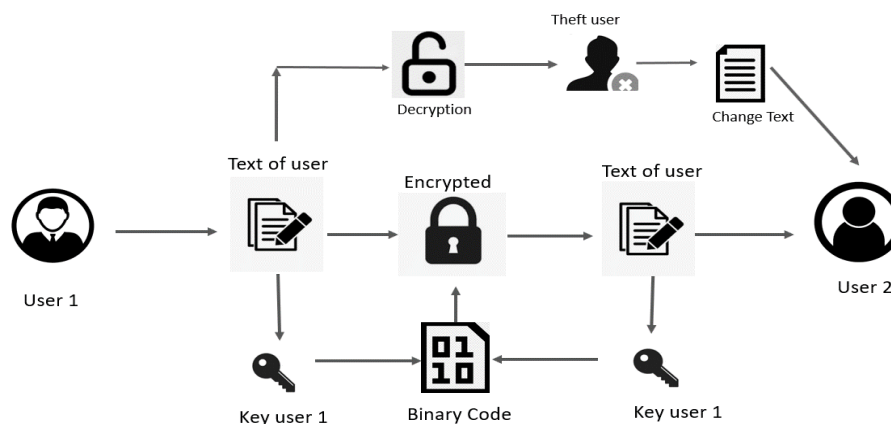 Theft user
Decryption
Change Text
Text of user
Encrypted
Text of user
User 1
User 2
01
10
Key user 1
Binary Code
Key user 1